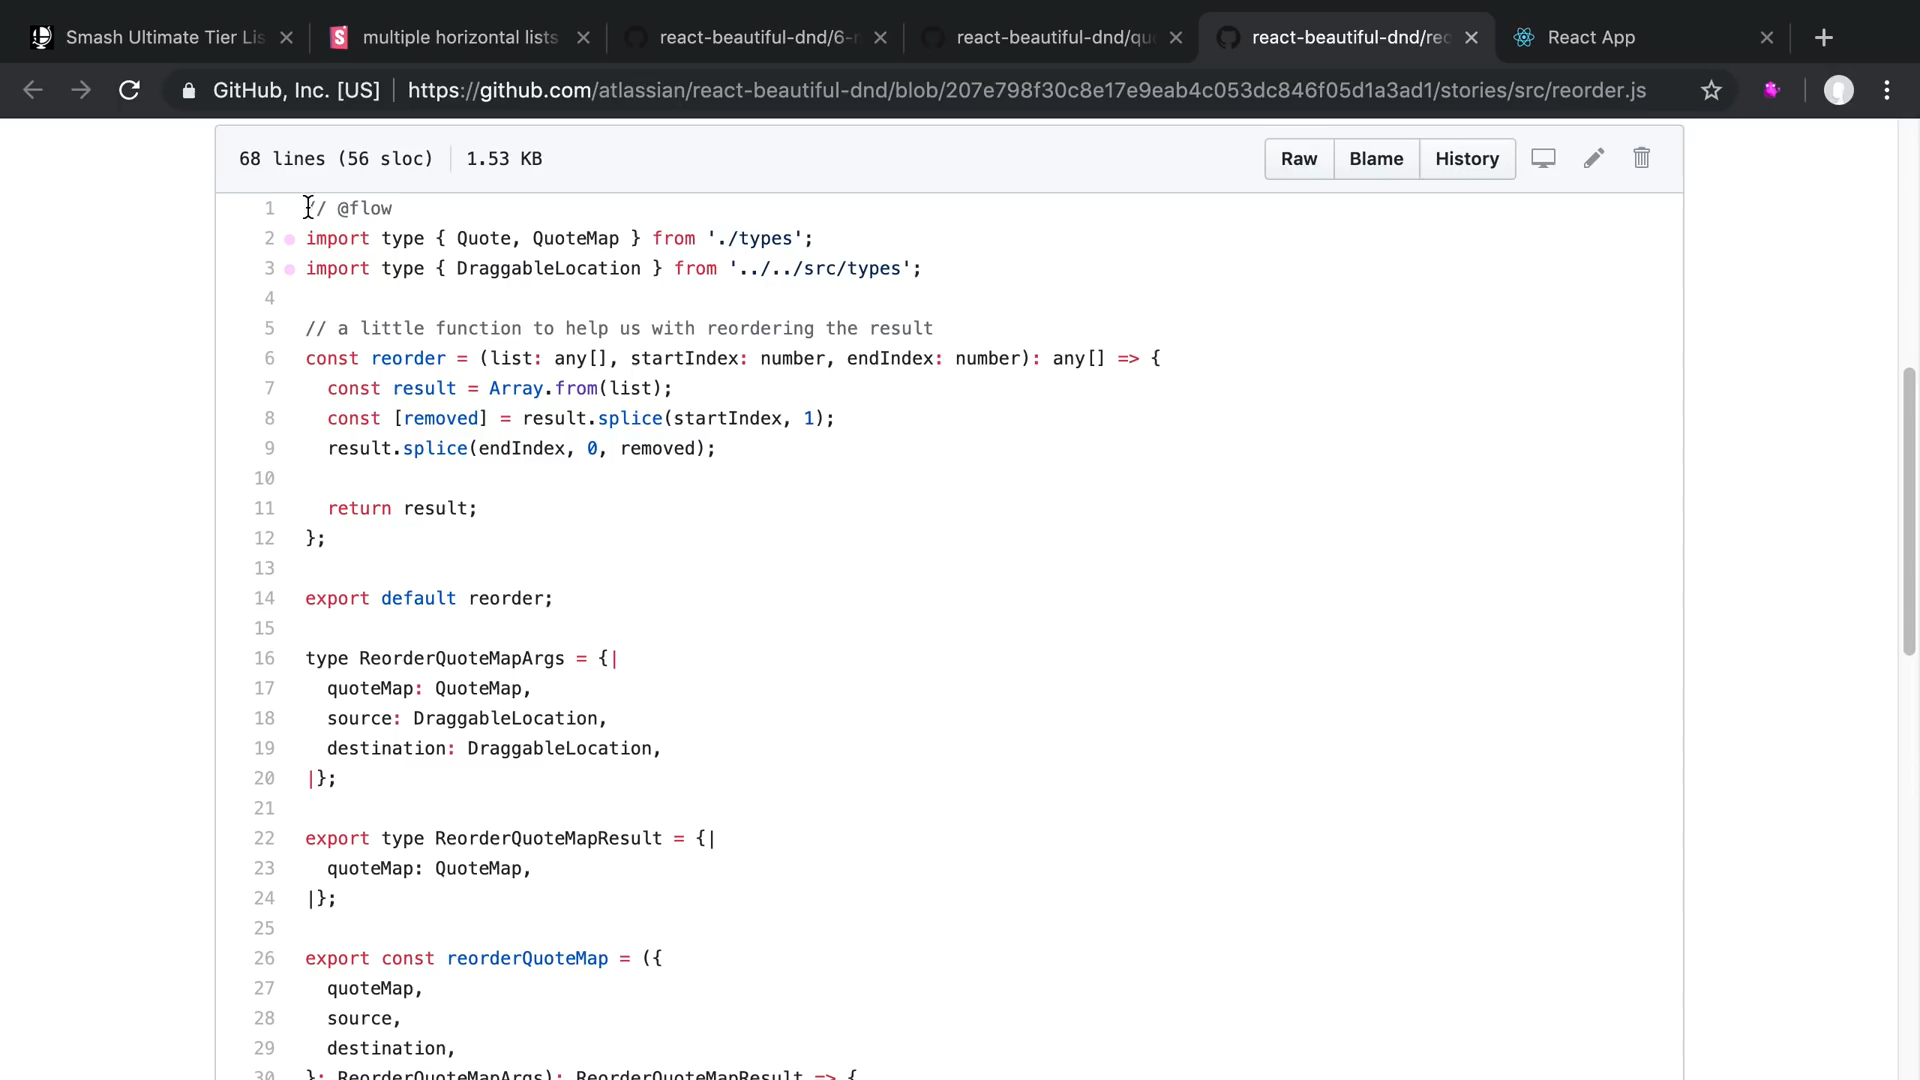 Smash Ultimate Tier Lis
multiple horizontal lists
react-beautiful-dnd/6-
react-beautiful-dnd/qu
react-beautiful-dnd/re
React App
GitHub, Inc. [US] https://github.com/atlassian/react-beautiful-dnd/blob/207e798f30c8e17e9eab4c053dc846f05d1a3ad1/stories/src/reorder.js
68 lines (56 sloc) 1.53 KB Raw Blame History
1 // @flow
2 import type { Quote, QuoteMap } from './types';
3 import type { DraggableLocation } from '../../src/types';
4
5 // a little function to help us with reordering the result
6 const reorder = (list: any[], startIndex: number, endIndex: number): any[] => {
7 const result = Array.from(list);
8 const [removed] = result.splice(startIndex, 1);
9 result.splice(endIndex, 0, removed);
10
11 return result;
12 };
13
14 export default reorder;
15
16 type ReorderQuoteMapArgs = {|
17 quoteMap: QuoteMap,
18 source: DraggableLocation,
19 destination: DraggableLocation,
20 |};
21
22 export type ReorderQuoteMapResult = {|
23 quoteMap: QuoteMap,
24 |};
25
26 export const reorderQuoteMap = ({
27 quoteMap,
28 source,
29 destination,
30 }: ReorderQuoteMapArgs): ReorderQuoteMapResult => {